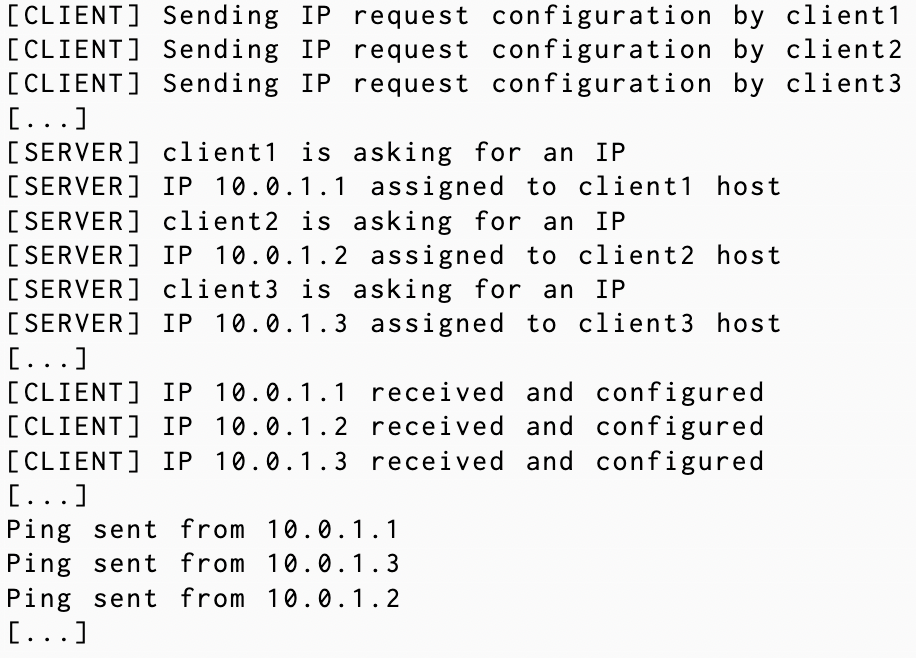 [CLIENT] Sending IP request configuration by client1
[CLIENT] Sending IP request configuration by client2
[CLIENT] Sending IP request configuration by client3
[...]
[SERVER] client1 is asking for an IP
[SERVER] IP 10.0.1.1 assigned to client1 host
[SERVER] client2 is asking for an IP
[SERVER] IP 10.0.1.2 assigned to client2 host
[SERVER] client3 is asking for an IP
[SERVER] IP 10.0.1.3 assigned to client3 host
[...]
[CLIENT] IP 10.0.1.1 received and configured
[CLIENT] IP 10.0.1.2 received and configured
[CLIENT] IP 10.0.1.3 received and configured
[...]
Ping sent from 10.0.1.1
Ping sent from 10.0.1.3
Ping sent from 10.0.1.2
[...]